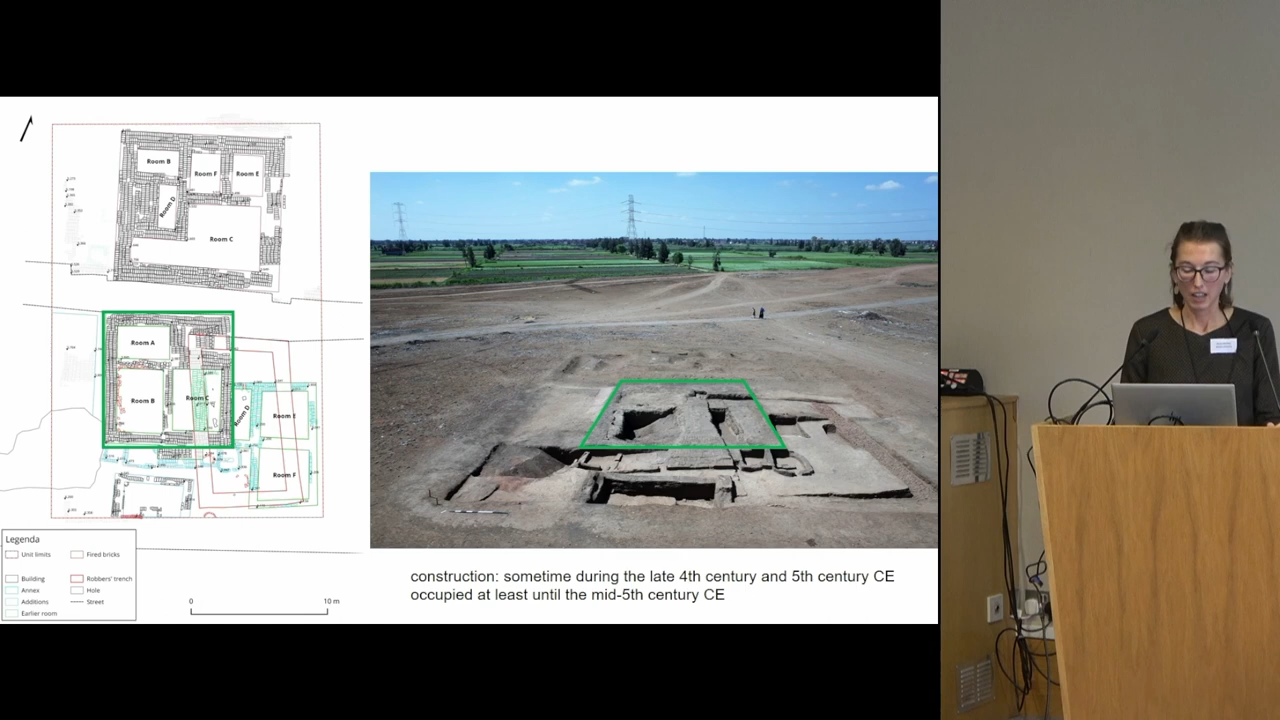 Room B
Room F
Room E
Room D
Room C
Room A
Room B
Room C
Room D
Room E
Room F
Legenda
Unit limits
Fired bricks
Building
Robbers' trench
Annex
Hole
Additions
Street
Earlier room
0
10 m
construction: sometime during the late 4th century and 5th century CE
occupied at least until the mid-5th century CE